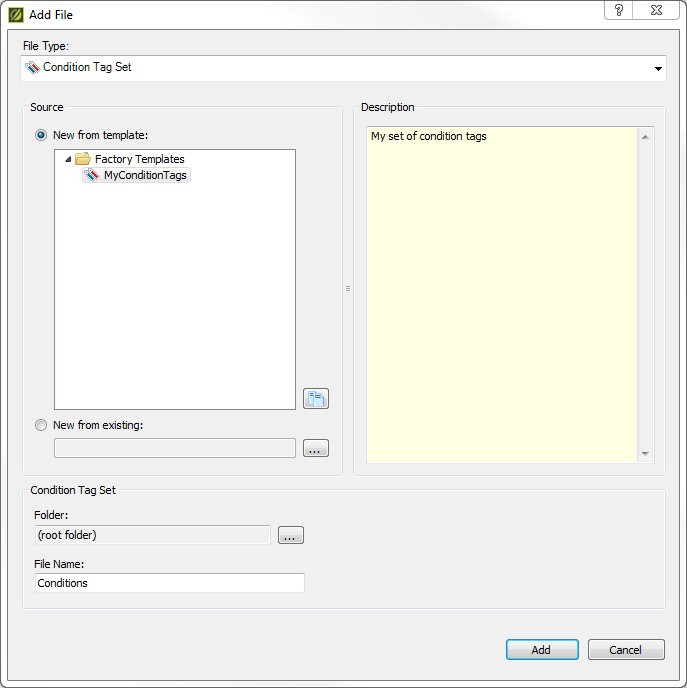 Add File
?
File Type:
Condition Tag Set
Source
New from template:
Factory Templates
MyConditionTags
New from existing:
...
Description
My set of condition tags
Condition Tag Set
Folder:
(root folder)
...
File Name:
Conditions
Add
Cancel